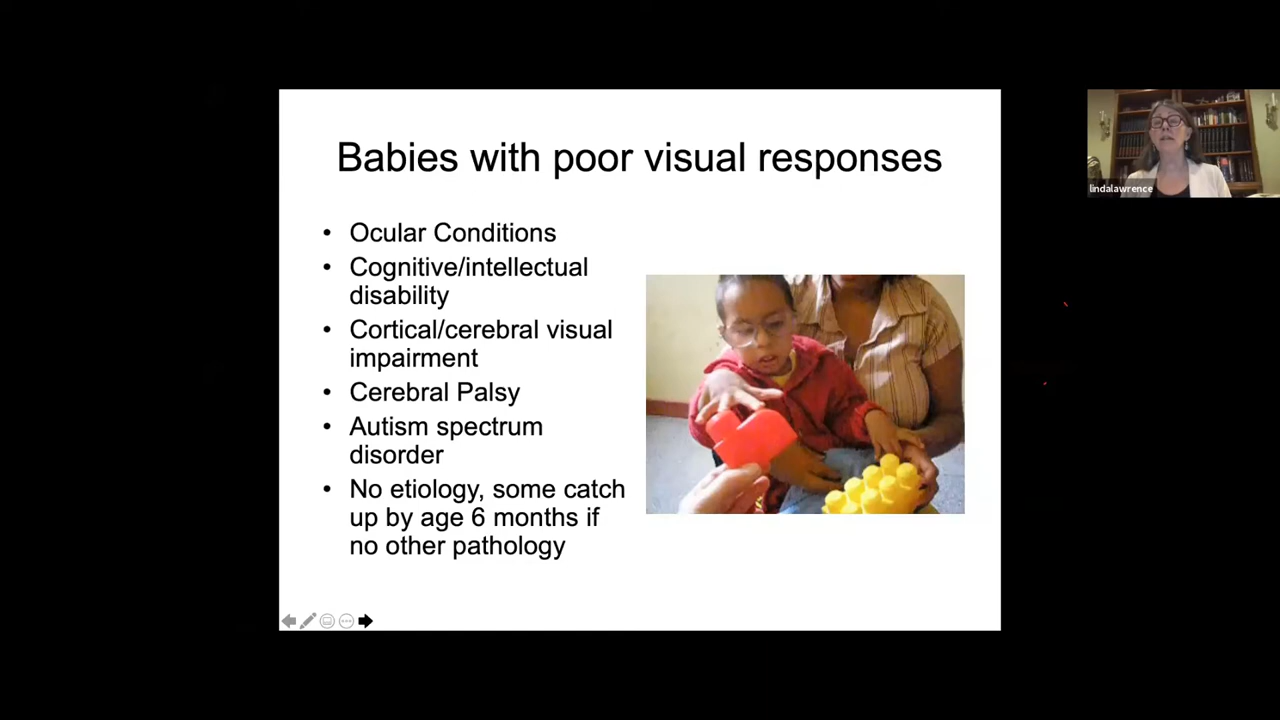 Babies with poor visual responses
• Ocular Conditions
• Cognitive/intellectual
disability
• Cortical/cerebral visual
impairment
• Cerebral Palsy
• Autism spectrum
disorder
• No etiology, some catch
up by age 6 months if
no other pathology
lindalawrence